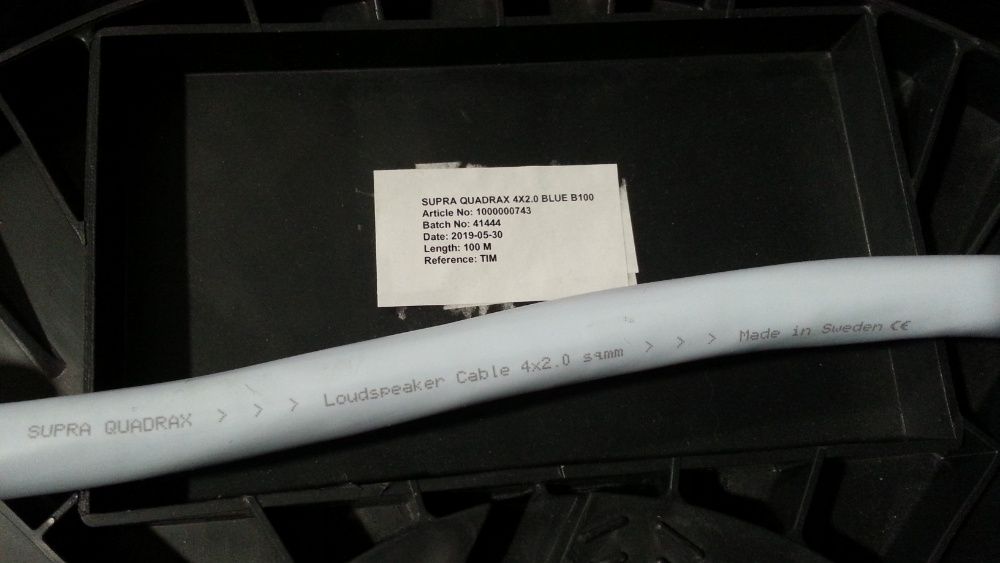 SUPRA QUADRAX 4X2.0 BLUE B100
Article No: 1000000743
Batch No: 41444
Date: 2019-05-30
Length: 100 M
Reference: TIM
SUPRA QUADRAX > > > Loudspeaker Cable 4x2.0 sqmm > > > Made in Sweden CE